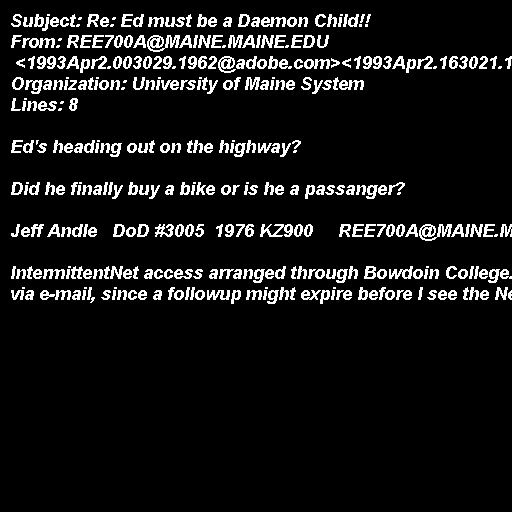 Subject: Re: Ed must be a Daemon Child!!
From: REE700A@MAINE.MAINE.EDU
<1993Apr2.003029.1962@adobe.com><1993Apr2.163021.1
Organization: University of Maine System
Lines: 8
Ed's heading out on the highway?
Did he finally buy a bike or is he a passanger?
Jeff Andle   DoD #3005  1976 KZ900     REE700A@MAINE.M
IntermittentNet access arranged through Bowdoin College.
via e-mail, since a followup might expire before I see the Ne